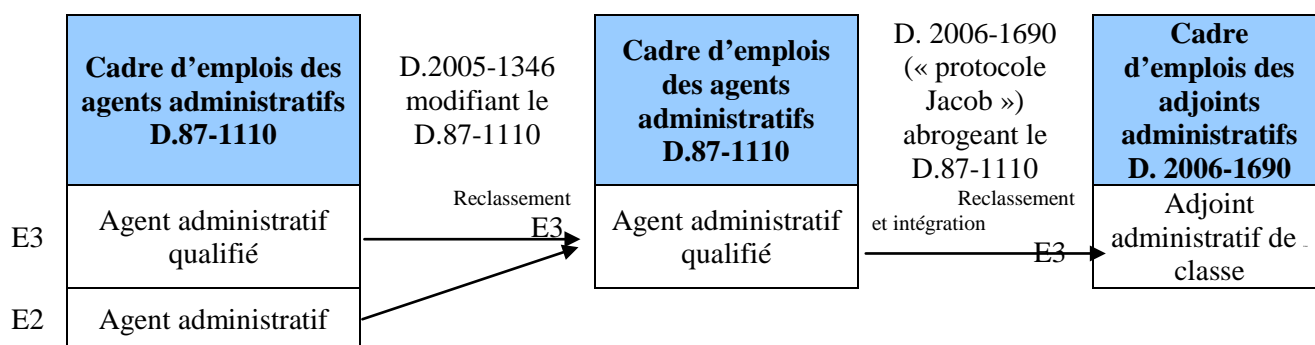 Cadre d’emplois des
agents administratifs
D.87-1110
D.2005-1346
modifiant le
D.87-1110
Cadre d’emplois
des agents
administratifs
D.87-1110
D. 2006-1690
(« protocole
Jacob »)
abrogeant le
D.87-1110
Cadre
d’emplois des
adjoints
administratifs
D. 2006-1690
E3
Agent administratif
qualifié
Reclassement
E3
Agent administratif
qualifié
Reclassement
et intégration
E3
Adjoint
administratif de
classe
E2
Agent administratif